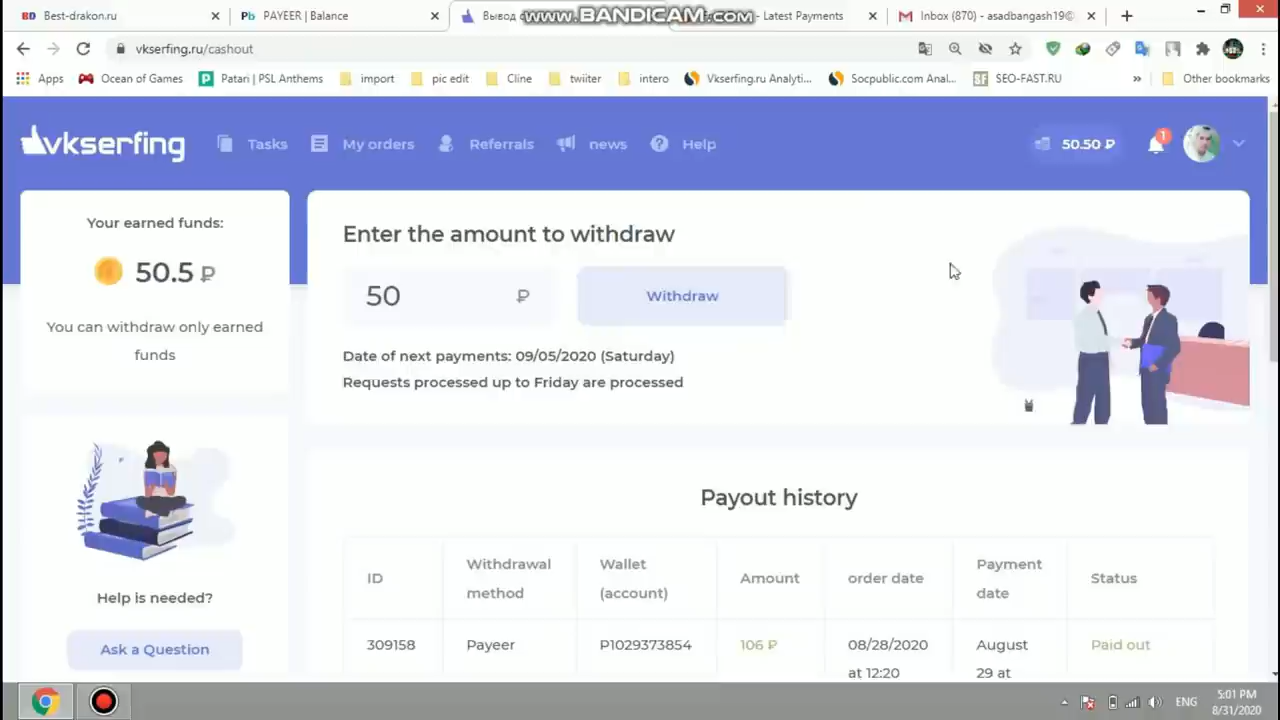 Best-drakon.ru
PAYEER | Balance
Вывод
www.BANDICAM.com
- Latest Payments
Inbox (870) - asadbangash19@
vkserfing.ru/cashout
Apps
Ocean of Games
Patari | PSL Anthems
import
pic edit
Cline
twiiter
intero
Vkserfing.ru Analyti...
Socpublic.com Anal...
SEO-FAST.RU
»
Other bookmarks
vkserfing
Tasks
My orders
Referrals
news
Help
50.50 ₽
1
Your earned funds:
50.5 ₽
You can withdraw only earned
funds
Enter the amount to withdraw
50 ₽
Withdraw
Date of next payments: 09/05/2020 (Saturday)
Requests processed up to Friday are processed
Help is needed?
Ask a Question
Payout history
ID
Withdrawal
method
Wallet
(account)
Amount
order date
Payment
date
Status
309158
Payeer
P1029373854
106 ₽
08/28/2020
at 12:20
August
29 at
Paid out
ENG
5:01 PM
8/31/2020